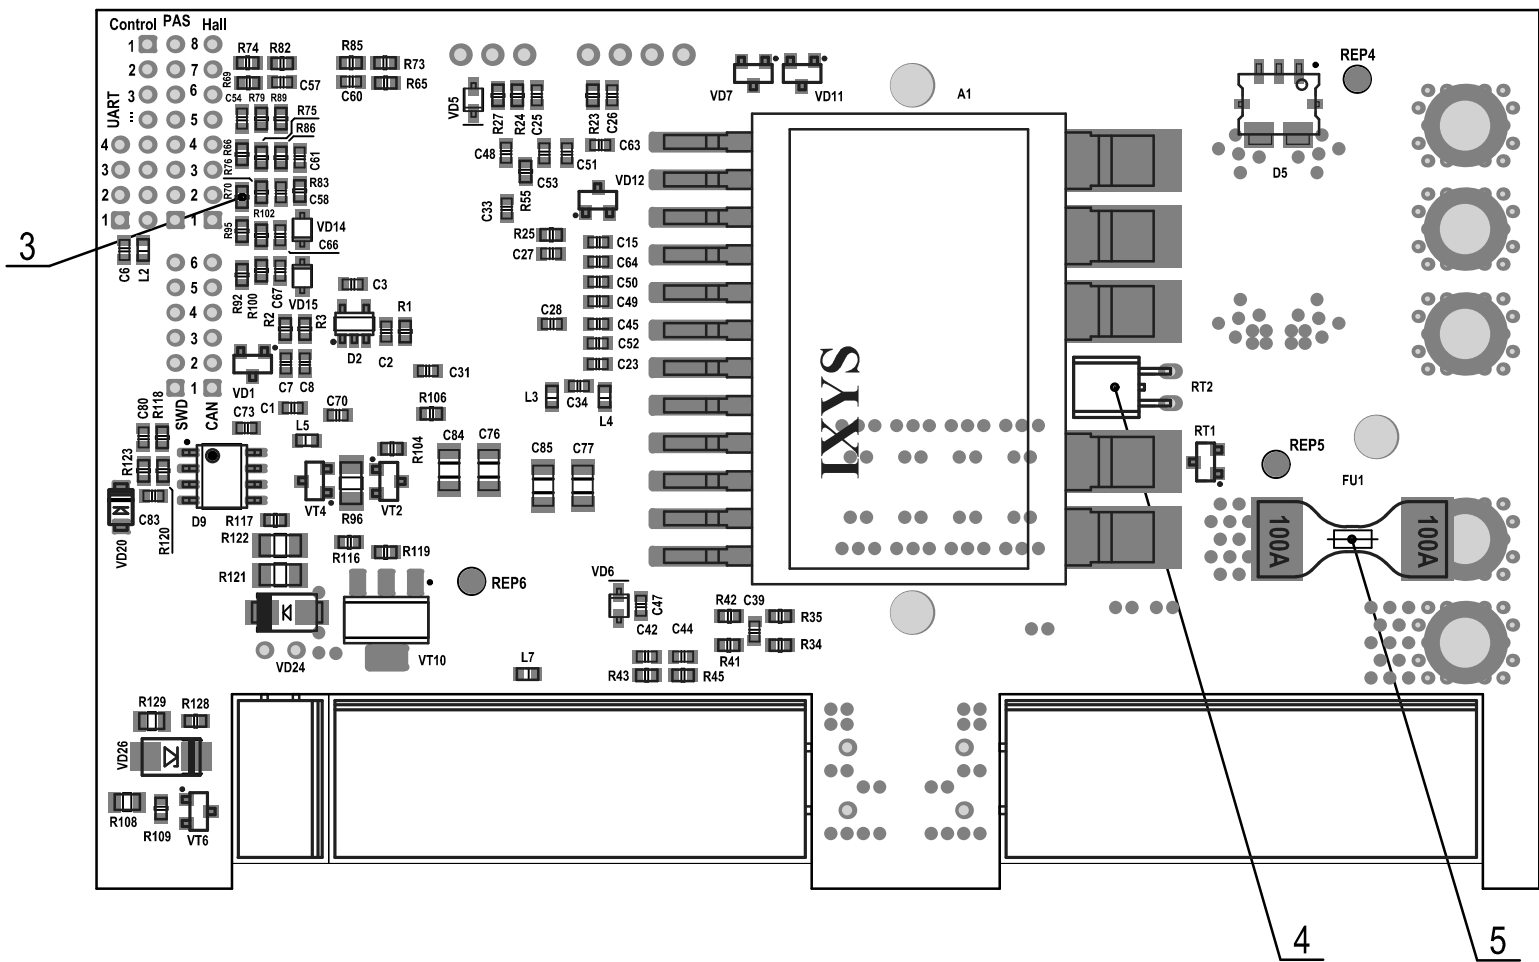 Control PAS Hall
1 8
2 7
3 6
UART
... 5
4 4
3 3
2 2
1 1
R74 R82
R85
R73
R69
C57
C60
R65
C54 R79 R89
R75
R86
R66
C61
R76
R70
R83
C58
R102
R95
VD14
C66
C6 L2
R92 R100 C67
VD15
C3
R2
R3
R1
D2 C2
6
5
4
3
2
1
SWD CAN
VD1
C7 C8
C31
C80 R118
C73 C1
C70
R106
L5
R123
R104
C84 C76
C85 C77
VD20
C83
R120
D9
R117
R122
VT4
R96
VT2
R116
R119
R121
REP6
VD24
VT10
VD5
R27 R24 C25
R23 C26
C48
C63
C51
C53
R55
C33
VD12
R25
C27
C15
C64
C50
C49
C28
C45
C52
C23
L3
C34
L4
VD7
VD11
A1
IXYS
REP4
D5
RT2
RT1
REP5
FU1
100A
100A
VD6
C47
C42 C44
R42 C39 R35
R41 R34
R43 R45
L7
R129 R128
VD26
R108
R109
VT6
3
4
5